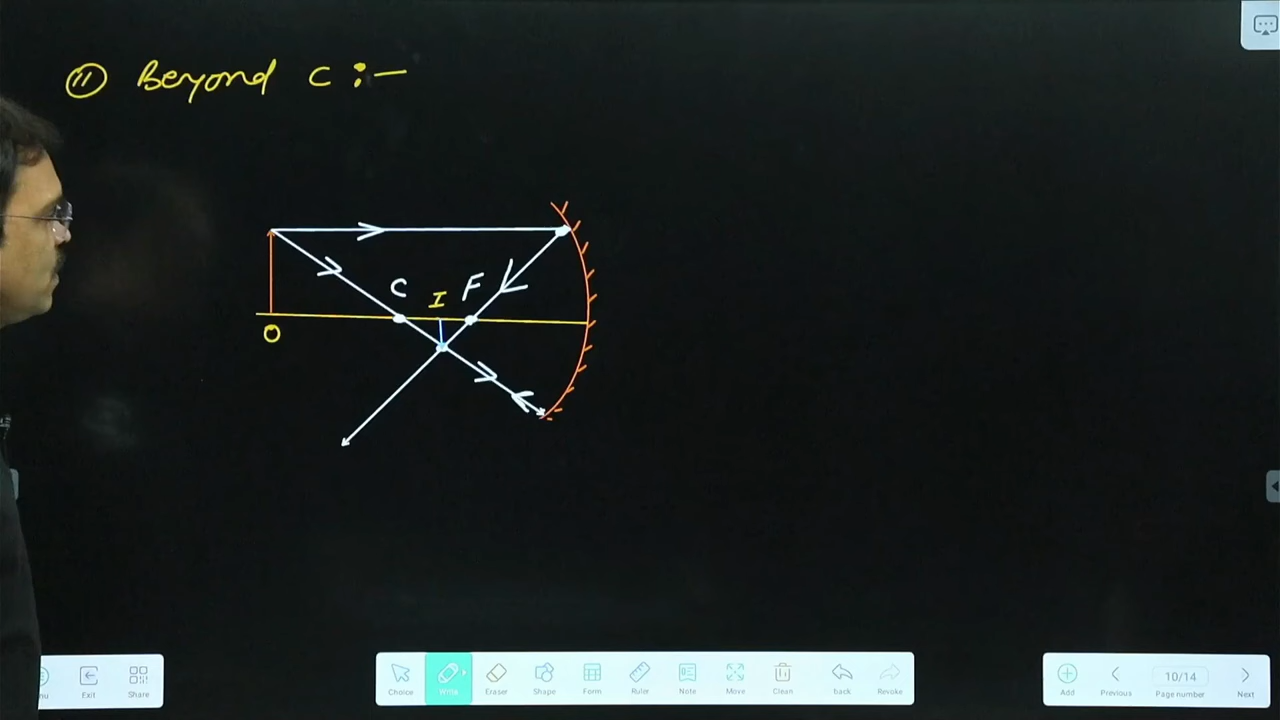 (11) Beyond C :-
C I F
O
Exit Share
Choice Write Eraser Shape Form Ruler Note Move Clean back Revoke
Add Previous 10/14 Page number Next